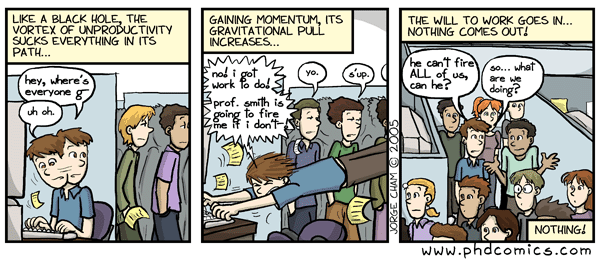 LIKE A BLACK HOLE, THE
VORTEX OF UNPRODUCTIVITY
SUCKS EVERYTHING IN ITS
PATH...
hey, where's
everyone g-
uh oh.
GAINING MOMENTUM, ITS
GRAVITATIONAL PULL
INCREASES...
no! i got
work to do!
prof. smith is
going to fire
me if i don't-
yo.
s'up.
JORGE CHAM © 2005
THE WILL TO WORK GOES IN...
NOTHING COMES OUT!
he can't fire
ALL of us,
can he?
so... what
are we
doing?
NOTHING!
www.phdcomics.com